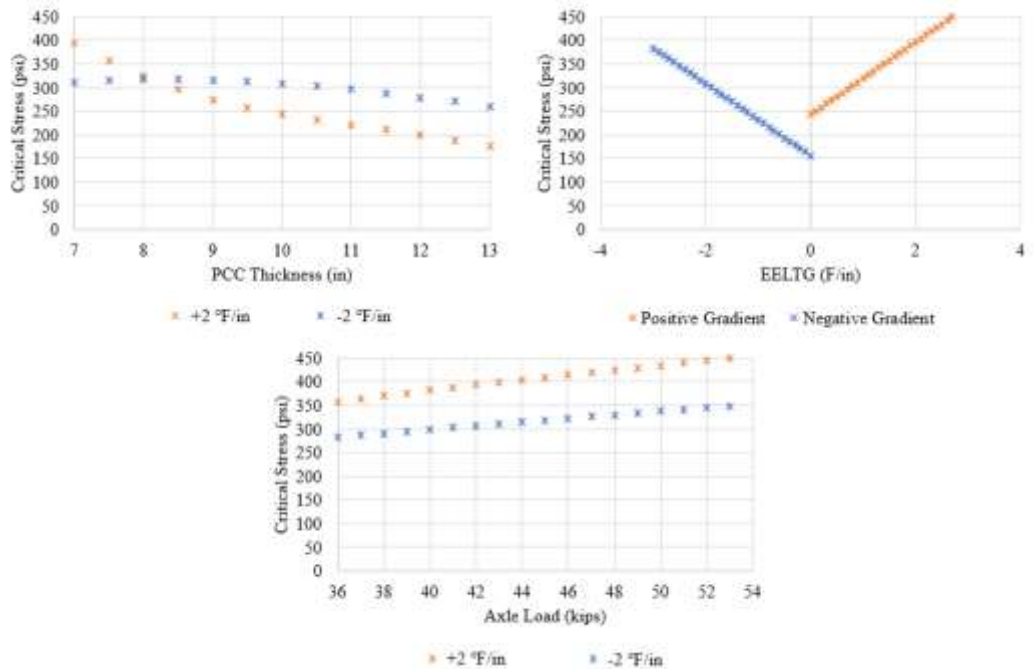 450
400
350
300
250
200
150
100
50
0
Critical Stress (psi)
7 8 9 10 11 12 13
PCC Thickness (in)
+2 °F/in -2 °F/in
450
400
350
300
250
200
150
100
50
0
Critical Stress (psi)
-4 -2 0 2 4
EELTG (F/in)
Positive Gradient Negative Gradient
450
400
350
300
250
200
150
100
50
0
Critical Stress (psi)
36 38 40 42 44 46 48 50 52 54
Axle Load (kips)
+2 °F/in -2 °F/in